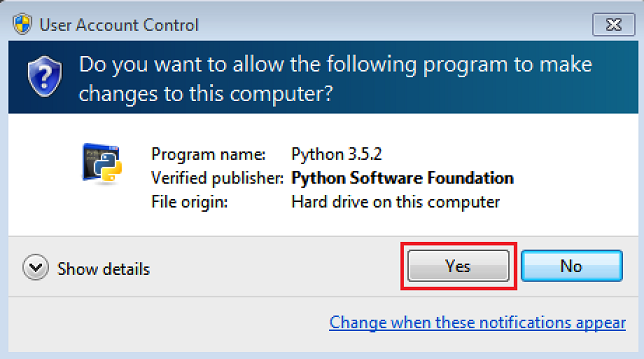 User Account Control
Do you want to allow the following program to make
changes to this computer?
Program name: Python 3.5.2
Verified publisher: Python Software Foundation
File origin: Hard drive on this computer
Show details
Yes
No
Change when these notifications appear